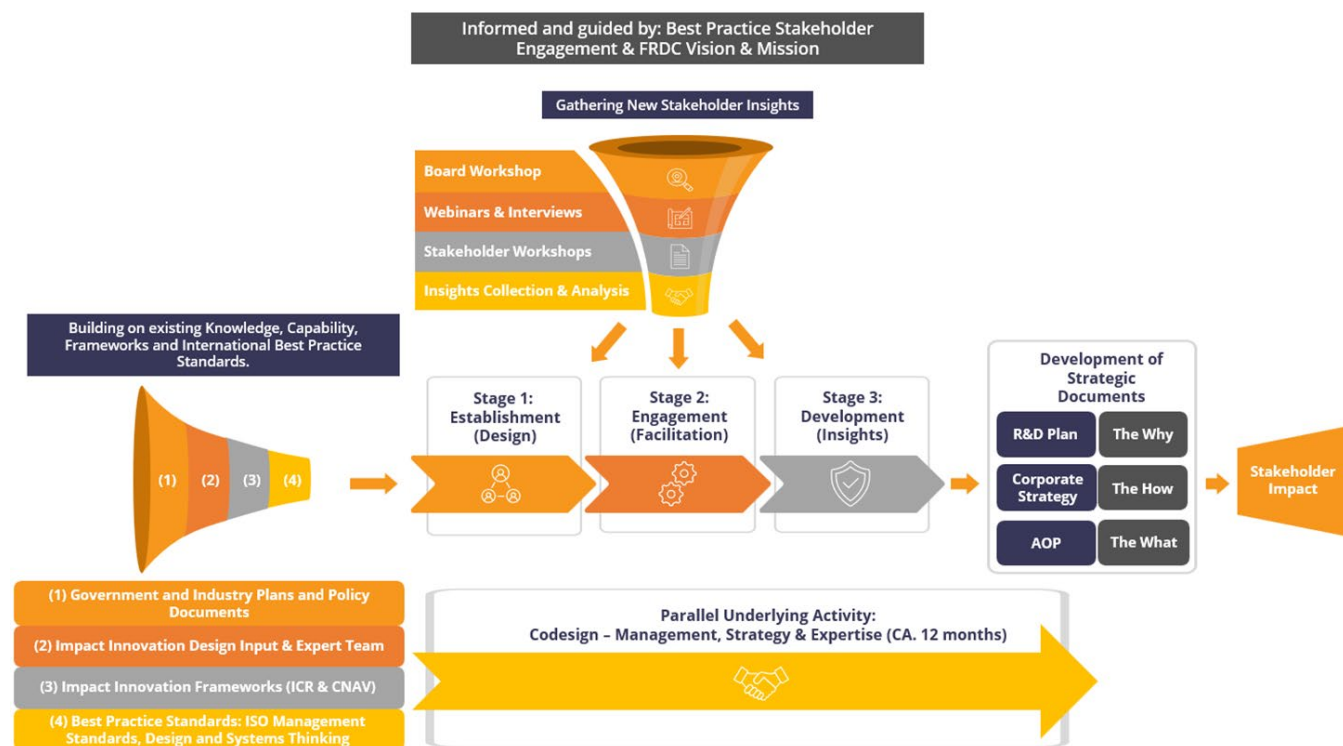 Informed and guided by: Best Practice Stakeholder
Engagement & FRDC Vision & Mission
Gathering New Stakeholder Insights
Board Workshop
Webinars & Interviews
Stakeholder Workshops
Insights Collection & Analysis
Building on existing Knowledge, Capability,
Frameworks and International Best Practice
Standards.
(1) (2) (3) (4)
Stage 1:
Establishment
(Design)
Stage 2:
Engagement
(Facilitation)
Stage 3:
Development
(Insights)
Development of
Strategic
Documents
R&D Plan
The Why
Corporate
Strategy
The How
AOP
The What
Stakeholder
Impact
(1) Government and Industry Plans and Policy
Documents
(2) Impact Innovation Design Input & Expert Team
(3) Impact Innovation Frameworks (ICR & CNAV)
(4) Best Practice Standards: ISO Management
Standards, Design and Systems Thinking
Parallel Underlying Activity:
Codesign – Management, Strategy & Expertise (CA. 12 months)